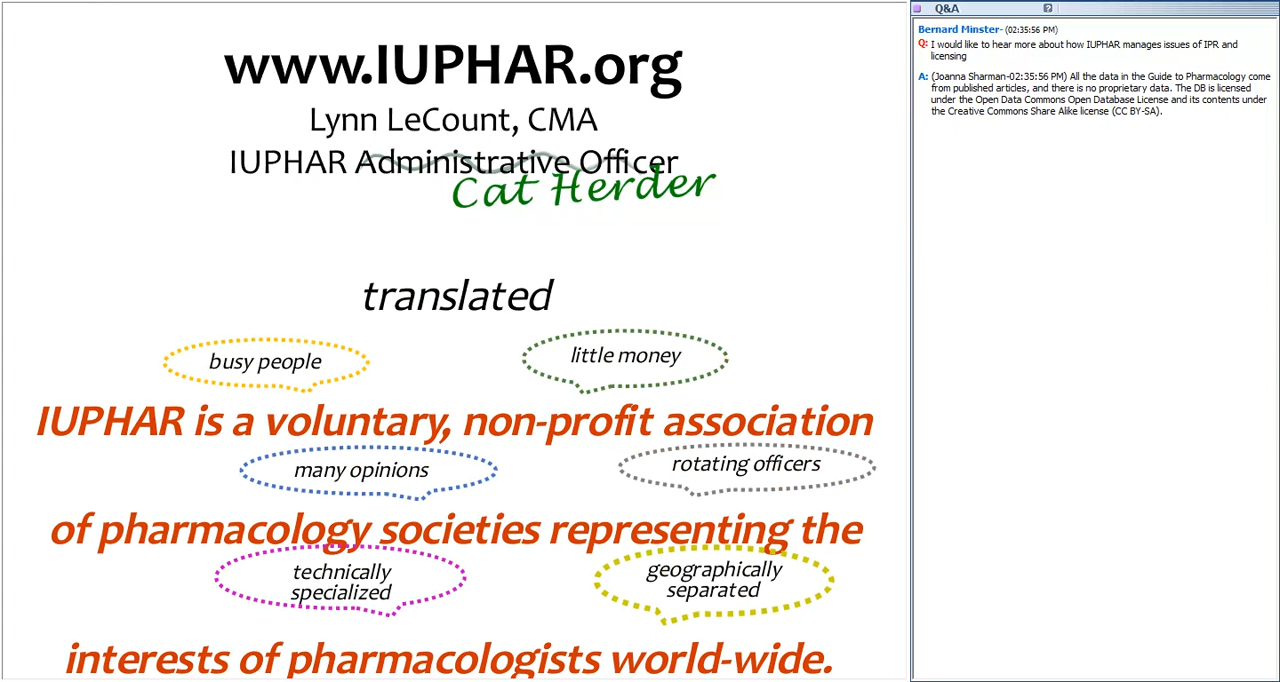 www.IUPHAR.org
Lynn LeCount, CMA
IUPHAR Administrative Officer
Cat Herder
translated
busy people
little money
IUPHAR is a voluntary, non-profit association
many opinions
rotating officers
of pharmacology societies representing the
technically
specialized
geographically
separated
interests of pharmacologists world-wide.
Q&A
Bernard Minster- (02:35:56 PM)
Q: I would like to hear more about how IUPHAR manages issues of IPR and
licensing
A: (Joanna Sharman-02:35:56 PM) All the data in the Guide to Pharmacology come
from published articles, and there is no proprietary data. The DB is licensed
under the Open Data Commons Open Database License and its contents under
the Creative Commons Share Alike license (CC BY-SA).